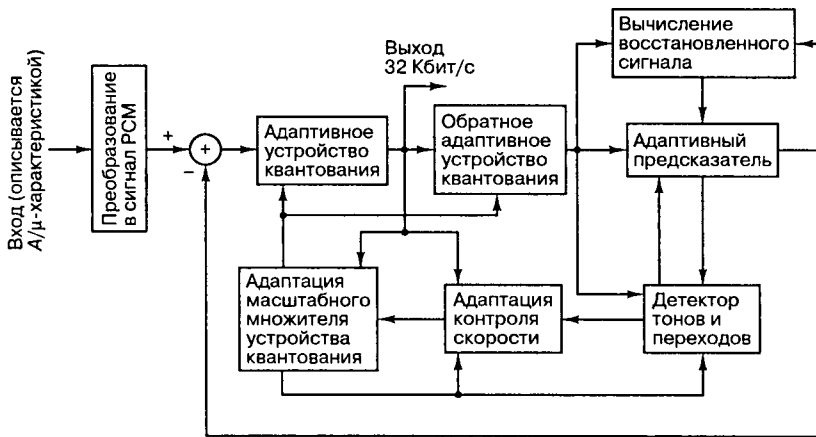 Вход (описывается
A/μ-характеристикой)
Преобразование
в сигнал PCM
+
−
+
Адаптивное
устройство
квантования
Выход
32 Кбит/с
Обратное
адаптивное
устройство
квантования
Вычисление
восстановленного
сигнала
Адаптивный
предсказатель
Адаптация
масштабного
множителя
устройства
квантования
Адаптация
контроля
скорости
Детектор
тонов и
переходов